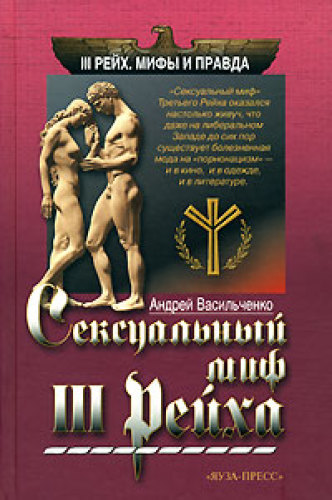 III РЕЙХ. МИФЫ И ПРАВДА
«Сексуальный миф»
Третьего Рейха оказался
настолько живуч, что
даже на либеральном
Западе до сих пор
существует болезненная
мода на «порнонацизм» —
и в кино, и в одежде,
и в литературе.
Андрей Васильченко
Сексуальный
миф
III Рейха
«ЯУЗА-ПРЕСС»